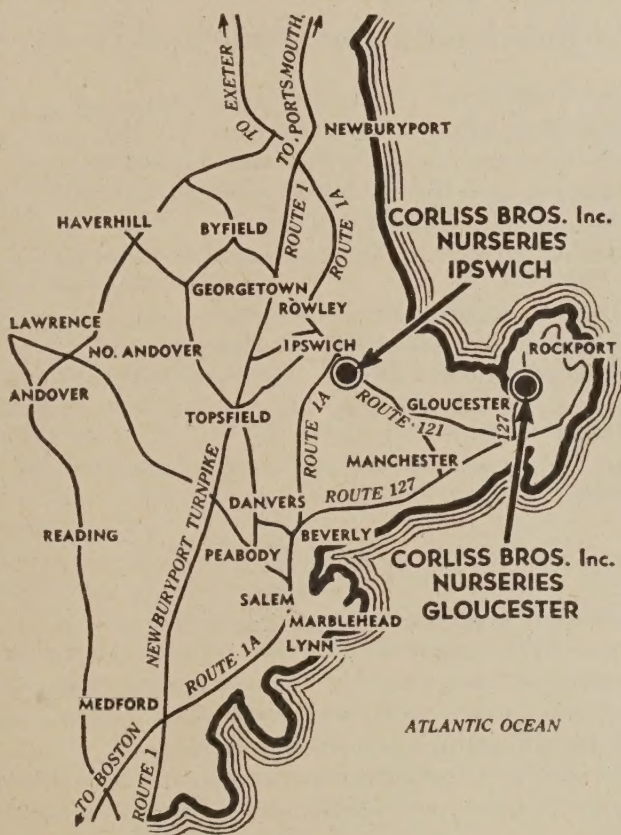 TO EXETER
TO PORTSMOUTH
NEWBURYPORT
ROUTE 1
ROUTE 1A
HAVERHILL
BYFIELD
CORLISS BROS. Inc.
NURSERIES
IPSWICH
GEORGETOWN
ROWLEY
LAWRENCE
NO. ANDOVER
IPSWICH
ROCKPORT
ANDOVER
TOPSFIELD
ROUTE 1A
ROUTE 121
GLOUCESTER
127
MANCHESTER
NEWBURYPORT TURNPIKE
DANVERS
ROUTE 127
READING
PEABODY
BEVERLY
CORLISS BROS. Inc.
NURSERIES
GLOUCESTER
SALEM
MARBLEHEAD
LYNN
ROUTE 1A
MEDFORD
ATLANTIC OCEAN
TO BOSTON
ROUTE 1